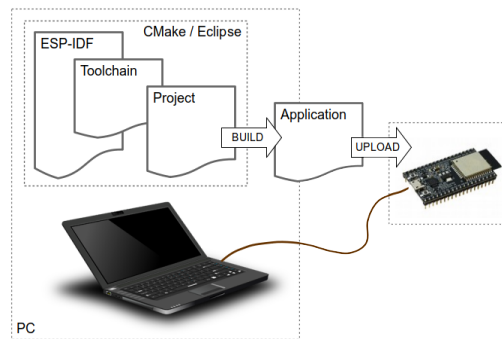 ESP-IDF
CMake / Eclipse
Toolchain
Project
BUILD
Application
UPLOAD
PC